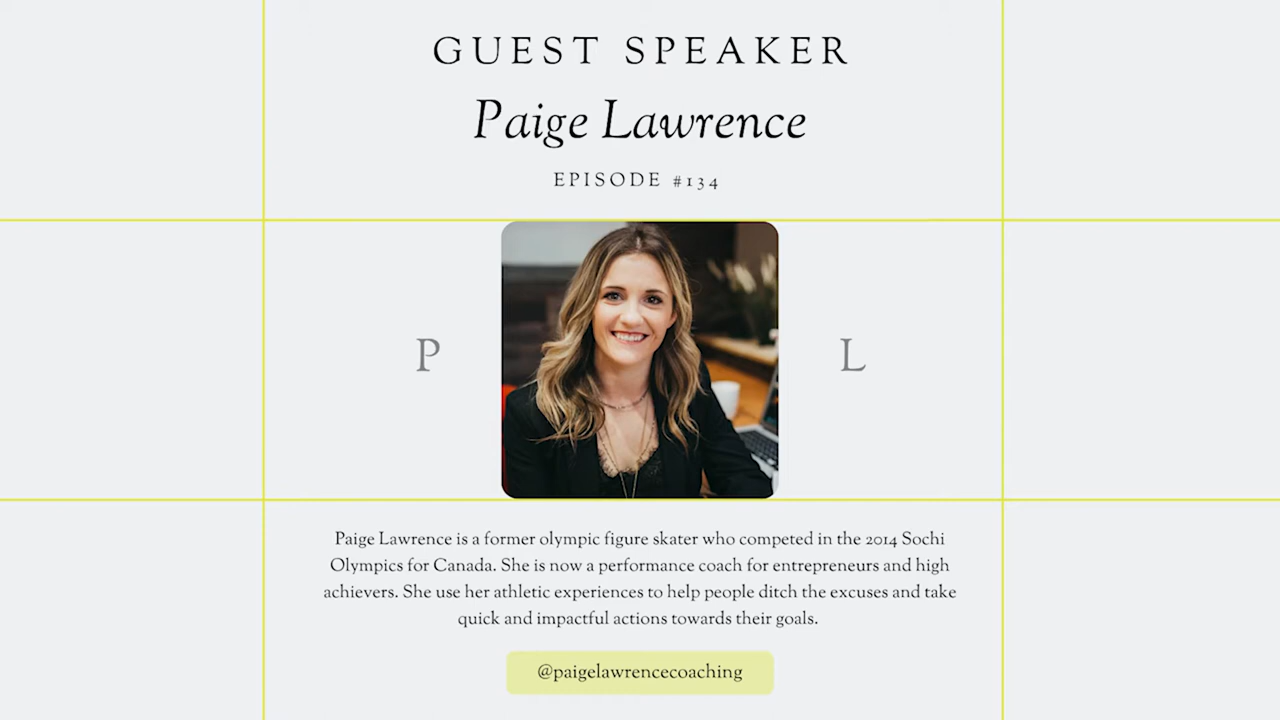 GUEST SPEAKER
Paige Lawrence
EPISODE #134
P L
Paige Lawrence is a former olympic figure skater who competed in the 2014 Sochi
Olympics for Canada. She is now a performance coach for entrepreneurs and high
achievers. She use her athletic experiences to help people ditch the excuses and take
quick and impactful actions towards their goals.
@paigelawrencecoaching